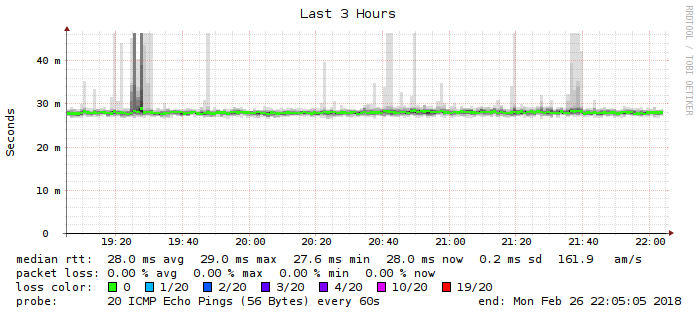 Last 3 Hours
RRDTOOL / TOBI OETIKER
Seconds
40 m
30 m
20 m
10 m
0
19:20 19:40 20:00 20:20 20:40 21:00 21:20 21:40 22:00
median rtt: 28.0 ms avg 29.0 ms max 27.6 ms min 28.0 ms now 0.2 ms sd 161.9 am/s
packet loss: 0.00 % avg 0.00 % max 0.00 % min 0.00 % now
loss color: 0 1/20 2/20 3/20 4/20 10/20 19/20
probe: 20 ICMP Echo Pings (56 Bytes) every 60s end: Mon Feb 26 22:05:05 2018